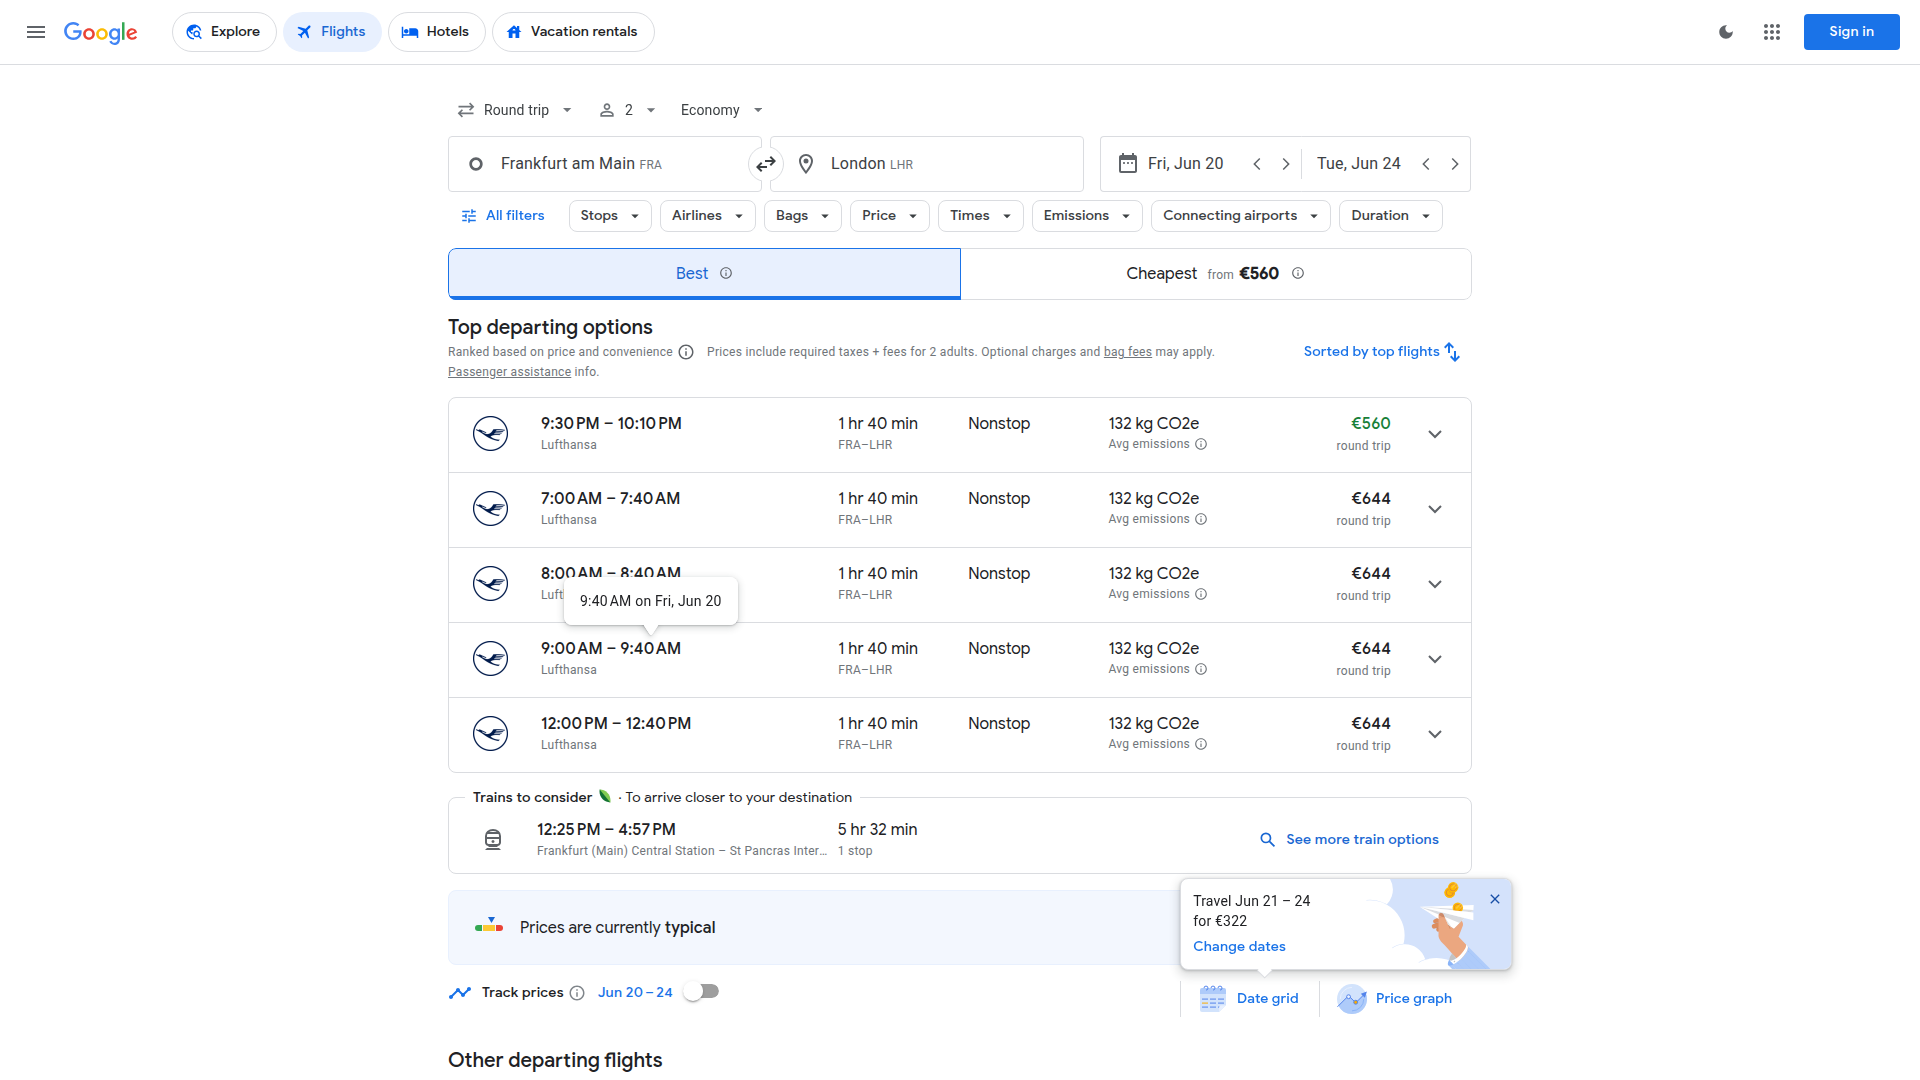 Google
Explore
Flights
Hotels
Vacation rentals
Sign in
Round trip
2
Economy
Frankfurt am Main FRA
London LHR
Fri, Jun 20
Tue, Jun 24
All filters
Stops
Airlines
Bags
Price
Times
Emissions
Connecting airports
Duration
Best
Cheapest from €560
Top departing options
Ranked based on price and convenience
Prices include required taxes + fees for 2 adults. Optional charges and bag fees may apply.
Passenger assistance info.
Sorted by top flights
9:30 PM – 10:10 PM
Lufthansa
1 hr 40 min
FRA–LHR
Nonstop
132 kg CO2e
Avg emissions
€560
round trip
7:00 AM – 7:40 AM
Lufthansa
1 hr 40 min
FRA–LHR
Nonstop
132 kg CO2e
Avg emissions
€644
round trip
8:00 AM – 8:40 AM
Luft
1 hr 40 min
FRA–LHR
Nonstop
132 kg CO2e
Avg emissions
€644
round trip
9:40 AM on Fri, Jun 20
9:00 AM – 9:40 AM
Lufthansa
1 hr 40 min
FRA–LHR
Nonstop
132 kg CO2e
Avg emissions
€644
round trip
12:00 PM – 12:40 PM
Lufthansa
1 hr 40 min
FRA–LHR
Nonstop
132 kg CO2e
Avg emissions
€644
round trip
Trains to consider · To arrive closer to your destination
12:25 PM – 4:57 PM
Frankfurt (Main) Central Station – St Pancras Inter...
5 hr 32 min
1 stop
See more train options
Prices are currently typical
Travel Jun 21 – 24
for €322
Change dates
Track prices
Jun 20 – 24
Date grid
Price graph
Other departing flights